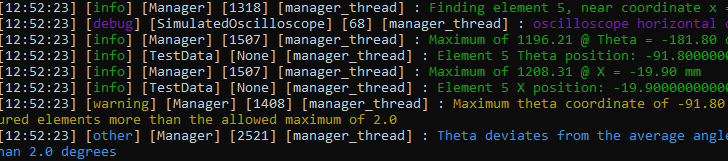 [12:52:23] [info] [Manager] [1318] [manager_thread] : Finding element 5, near coordinate x =
[12:52:23] [debug] [SimulatedOscilloscope] [68] [manager_thread] : oscilloscope horizontal
[12:52:23] [info] [Manager] [1507] [manager_thread] : Maximum of 1196.21 @ Theta = -181.80 d
[12:52:23] [info] [TestData] [None] [manager_thread] : Element 5 Theta position: -91.8000000
[12:52:23] [info] [Manager] [1507] [manager_thread] : Maximum of 1208.31 @ X = -19.90 mm
[12:52:23] [info] [TestData] [None] [manager_thread] : Element 5 X position: -19.90000000000
[12:52:23] [warning] [Manager] [1408] [manager_thread] : Maximum theta coordinate of -91.80
ured elements more than the allowed maximum of 2.0
[12:52:23] [other] [Manager] [2521] [manager_thread] : Theta deviates from the average angle
han 2.0 degrees